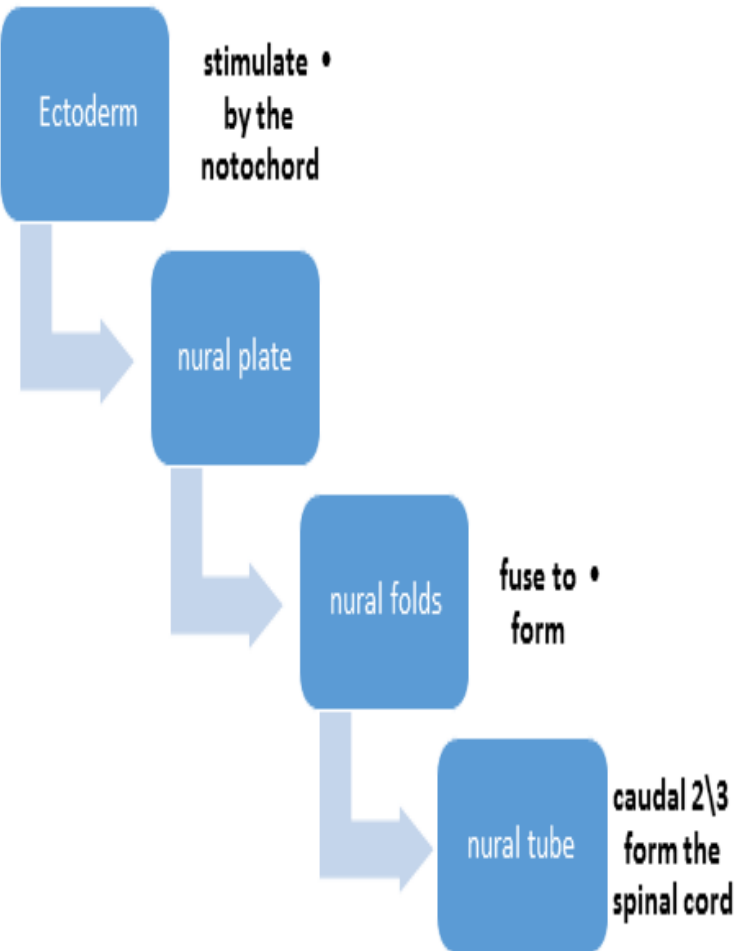 Ectoderm
stimulate •
by the
notochord
nural plate
nural folds
fuse to •
form
nural tube
caudal 2\3
form the
spinal cord